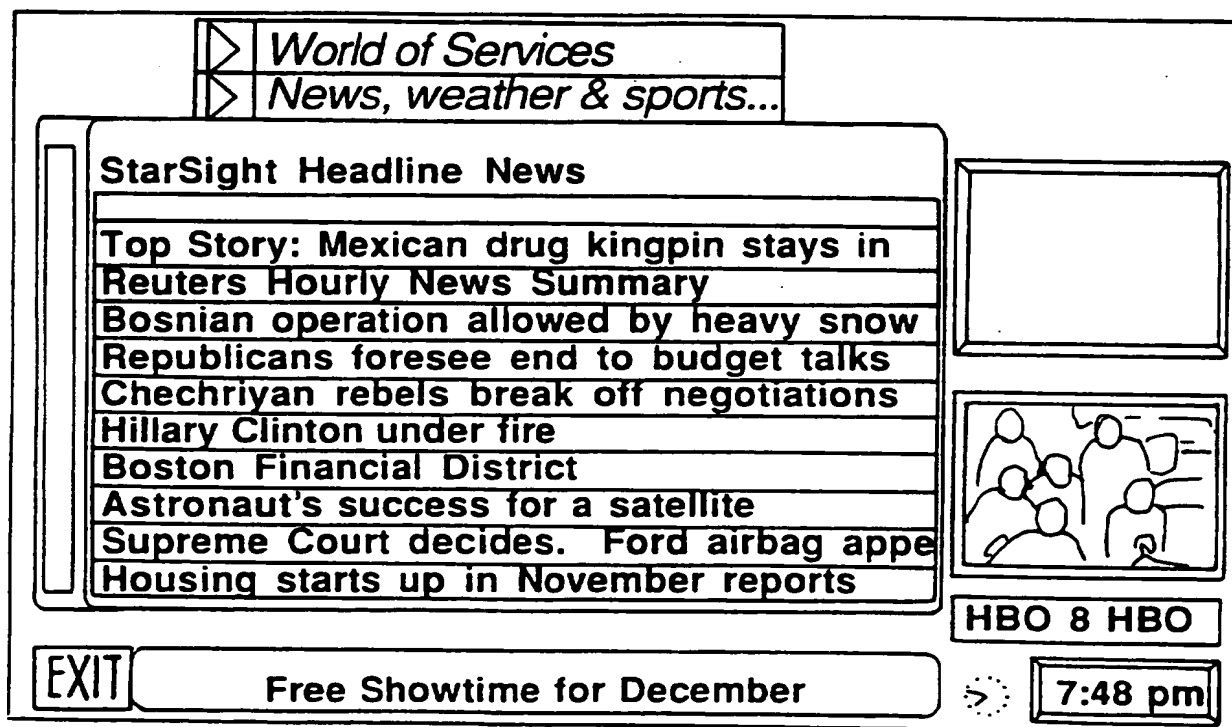 World of Services
News, weather & sports...
StarSight Headline News
Top Story: Mexican drug kingpin stays in
Reuters Hourly News Summary
Bosnian operation allowed by heavy snow
Republicans foresee end to budget talks
Chechriyan rebels break off negotiations
Hillary Clinton under fire
Boston Financial District
Astronaut's success for a satellite
Supreme Court decides. Ford airbag appe
Housing starts up in November reports
HBO 8 HBO
EXIT
Free Showtime for December
7:48 pm